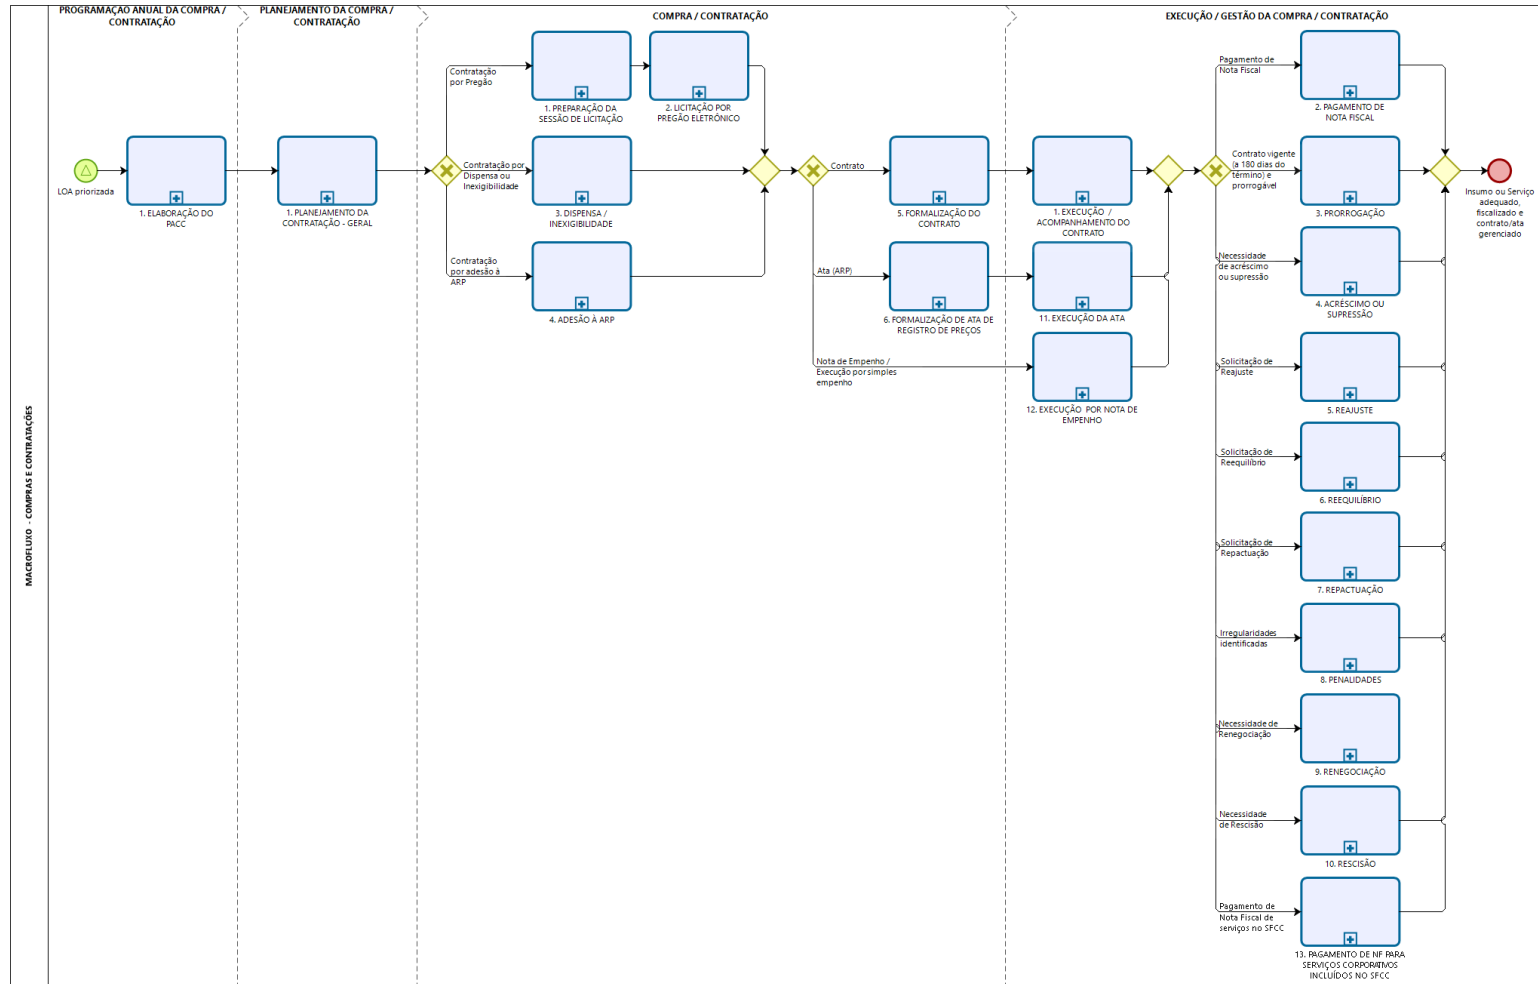 MACROFLUXO - COMPRAS E CONTRATAÇÕES
PROGRAMAÇÃO ANUAL DA COMPRA /
CONTRATAÇÃO
LOA priorizada
1. ELABORAÇÃO DO
PACC
PLANEJAMENTO DA COMPRA /
CONTRATAÇÃO
1. PLANEJAMENTO DA
CONTRATAÇÃO - GERAL
COMPRA / CONTRATAÇÃO
Contratação
por Pregão
1. PREPARAÇÃO DA
SESSÃO DE LICITAÇÃO
2. LICITAÇÃO POR
PREGÃO ELETRÔNICO
Contratação por
Dispensa ou
Inexigibilidade
3. DISPENSA /
INEXIGIBILIDADE
Contratação
por adesão à
ARP
4. ADESÃO À ARP
Contrato
5. FORMALIZAÇÃO DO
CONTRATO
Ata (ARP)
6. FORMALIZAÇÃO DE ATA DE
REGISTRO DE PREÇOS
Nota de Empenho /
Execução por simples
empenho
EXECUÇÃO / GESTÃO DA COMPRA / CONTRATAÇÃO
1. EXECUÇÃO /
ACOMPANHAMENTO DO
CONTRATO
11. EXECUÇÃO DA ATA
12. EXECUÇÃO POR NOTA DE
EMPENHO
Pagamento de
Nota Fiscal
2. PAGAMENTO DE
NOTA FISCAL
Contrato vigente
(a 180 dias do
término) e
prorrogável
3. PRORROGAÇÃO
Necessidade
de acréscimo
ou supressão
4. ACRÉSCIMO OU
SUPRESSÃO
Solicitação de
Reajuste
5. REAJUSTE
Solicitação de
Reequilíbrio
6. REEQUILÍBRIO
Solicitação de
Repactuação
7. REPACTUAÇÃO
Irregularidades
identificadas
8. PENALIDADES
Necessidade de
Renegociação
9. RENEGOCIAÇÃO
Necessidade
de Rescisão
10. RESCISÃO
Pagamento de
Nota Fiscal de
serviços no SFCC
13. PAGAMENTO DE NF PARA
SERVIÇOS CORPORATIVOS
INCLUÍDOS NO SFCC
Insumo ou Serviço
adequado,
fiscalizado e
contrato/ata
gerenciado